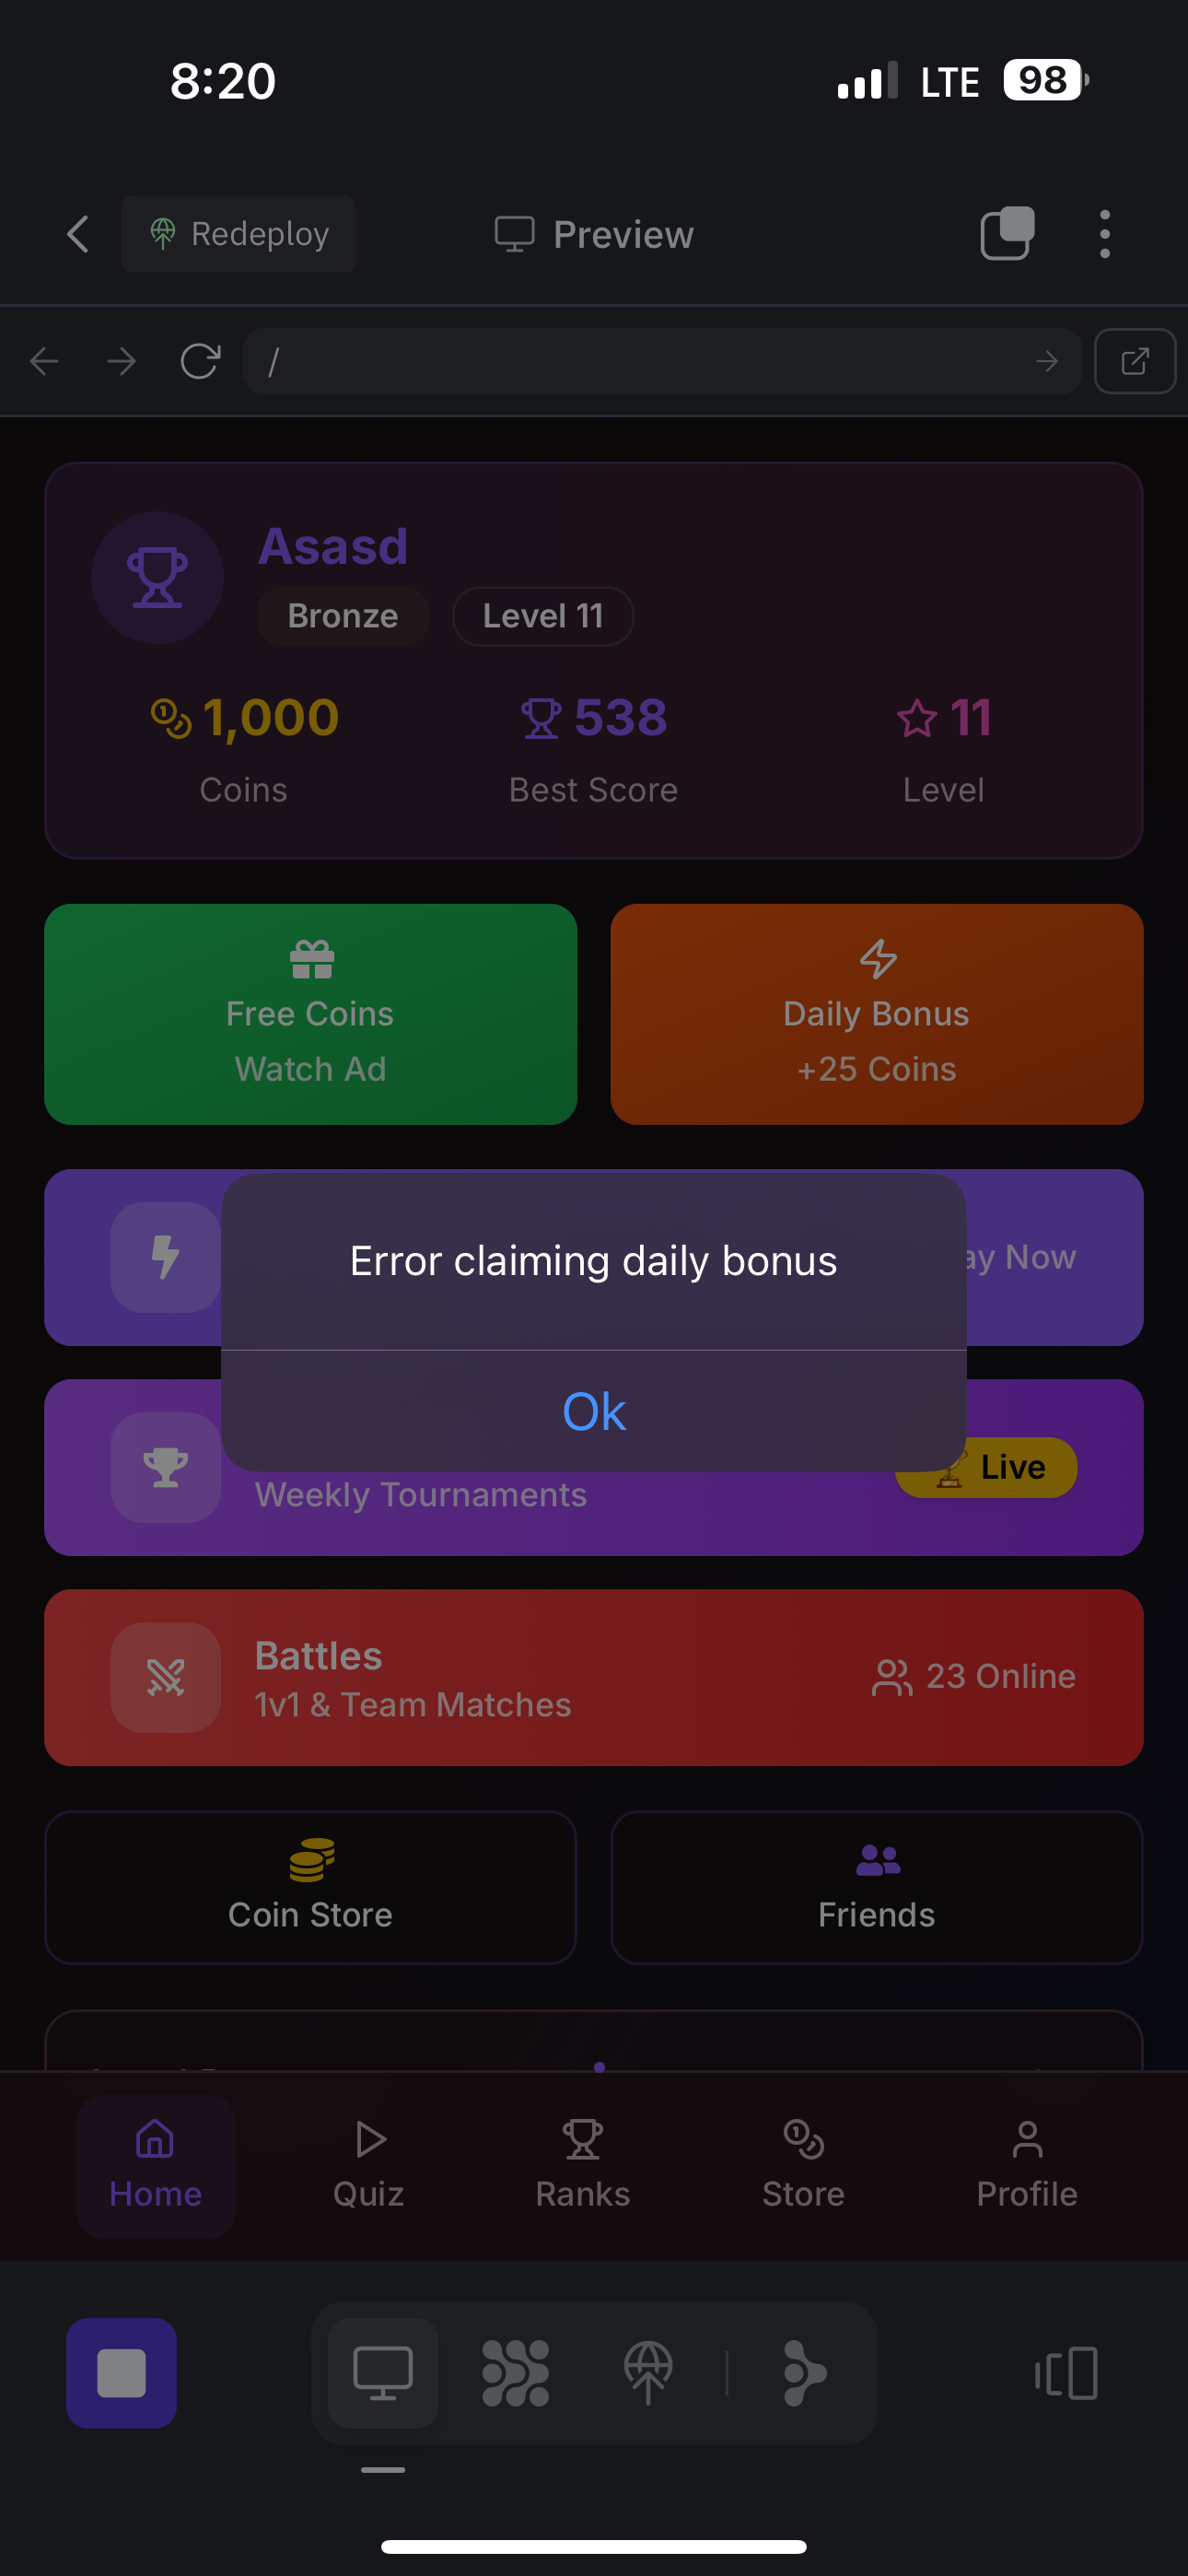 8:20 LTE 98
Redeploy Preview
/
Asasd
Bronze Level 11
1,000 538 11
Coins Best Score Level
Free Coins Daily Bonus
Watch Ad +25 Coins
Error claiming daily bonus
ay Now
Ok
Live
Weekly Tournaments
Battles
1v1 & Team Matches
23 Online
Coin Store Friends
Home Quiz Ranks Store Profile